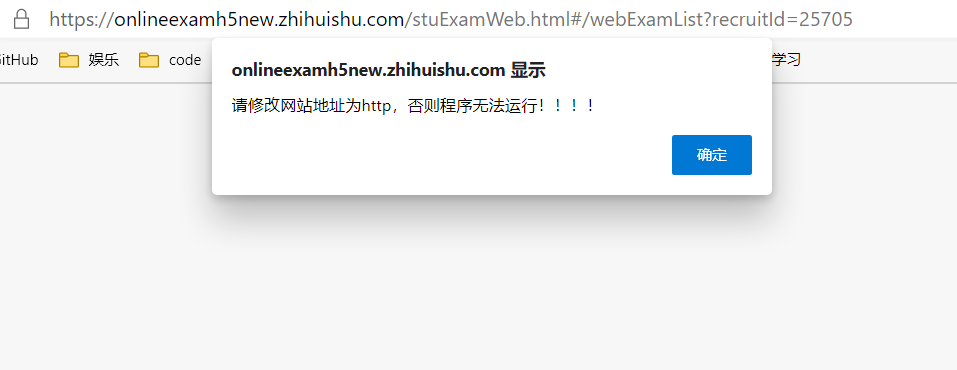 https://onlineexamh5new.zhihuishu.com/stuExamWeb.html#/webExamList?recruitId=25705
itHub 娱乐 code 学习
onlineexamh5new.zhihuishu.com 显示
请修改网站地址为http，否则程序无法运行！！！！
确定